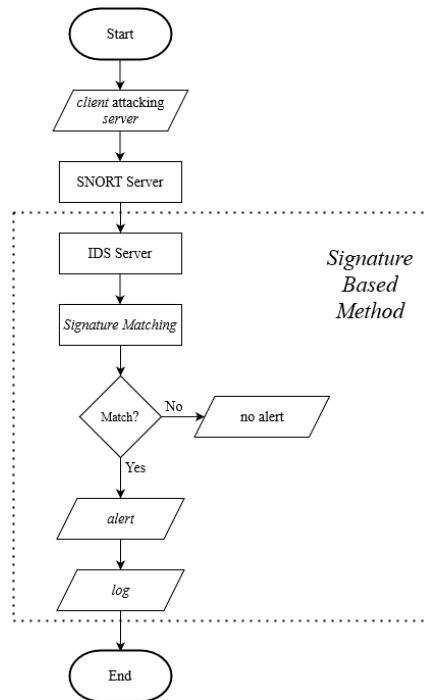 Start
client attacking
server
SNORT Server
IDS Server
Signature
Based
Method
Signature Matching
Match?
No
no alert
Yes
alert
log
End